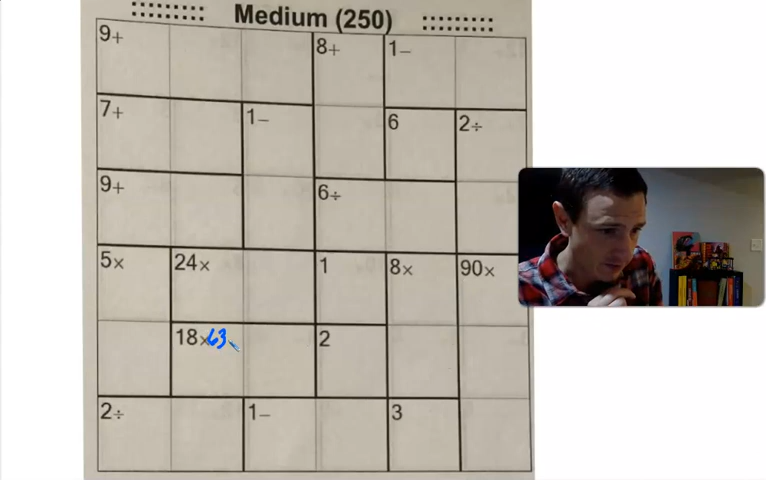 Medium (250)
9+ 8+ 1−
7+ 1− 6 2÷
9+ 6÷
5× 24× 1 8× 90×
18× 63 2
2÷ 1− 3